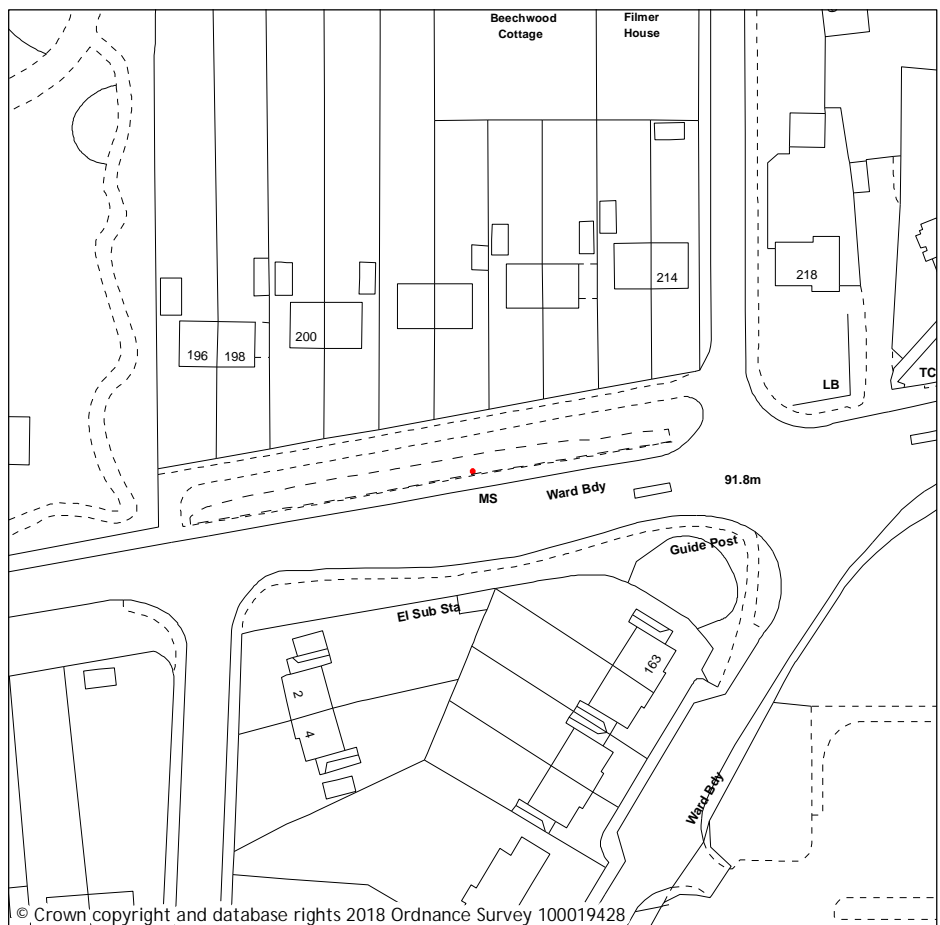 Beechwood
Cottage
Filmer
House
196
198
200
214
218
LB
TC
MS
Ward Bdy
91.8m
Guide Post
El Sub Sta
163
2
4
Ward Bdy
© Crown copyright and database rights 2018 Ordnance Survey 100019428